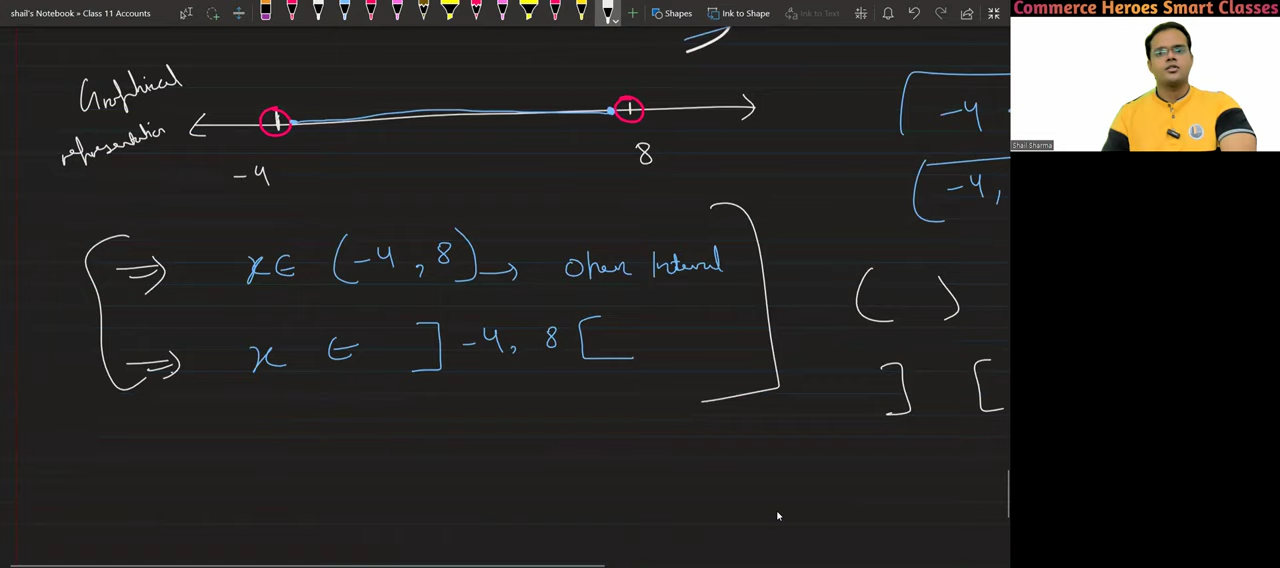 shail's Notebook » Class 11 Accounts
Shapes
Ink to Shape
Ink to Text
Commerce Heroes Smart Classes
Shail Sharma
Graphical
representation
-4
8
-4
(-4,
⇒ x ∈ (-4, 8) → Open Interval
( )
⇒ x ∈ ] -4, 8 [
] [